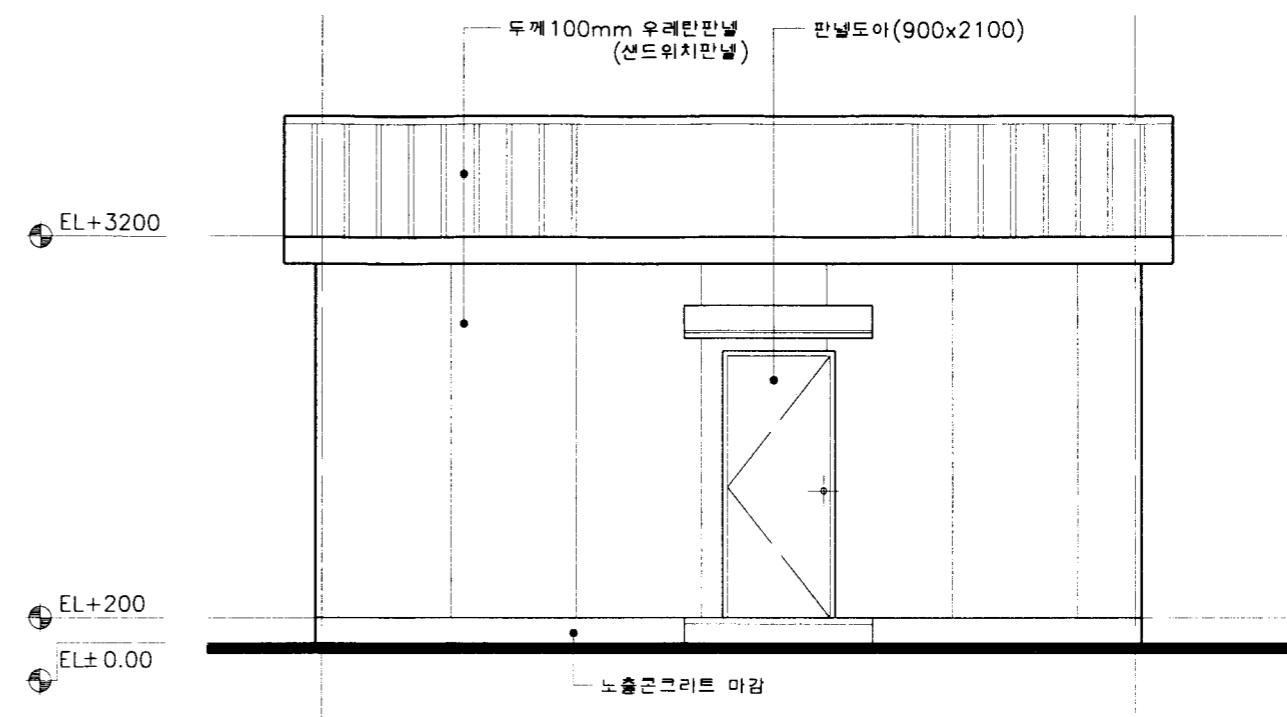 두께100mm 우레탄판넬
(샌드위치판넬)
판넬도아(900x2100)
EL+3200
EL+200
EL±0.00
노출콘크리트 마감